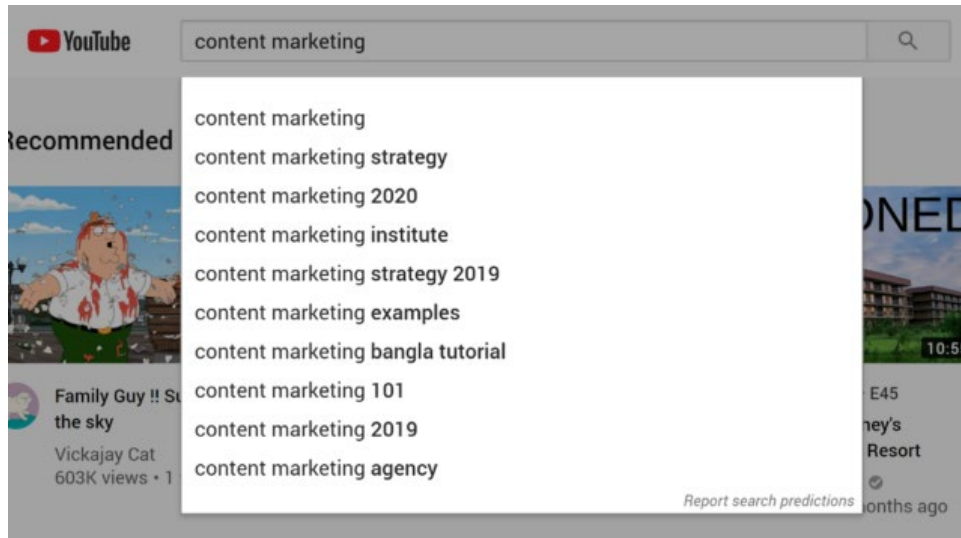 YouTube
content marketing
content marketing
content marketing strategy
content marketing 2020
content marketing institute
content marketing strategy 2019
content marketing examples
content marketing bangla tutorial
content marketing 101
content marketing 2019
content marketing agency
Report search predictions
Recommended
Family Guy !!
the sky
Vickajay Cat
603K views • 1
ONED
10:5
E45
ney's
Resort
onths ago